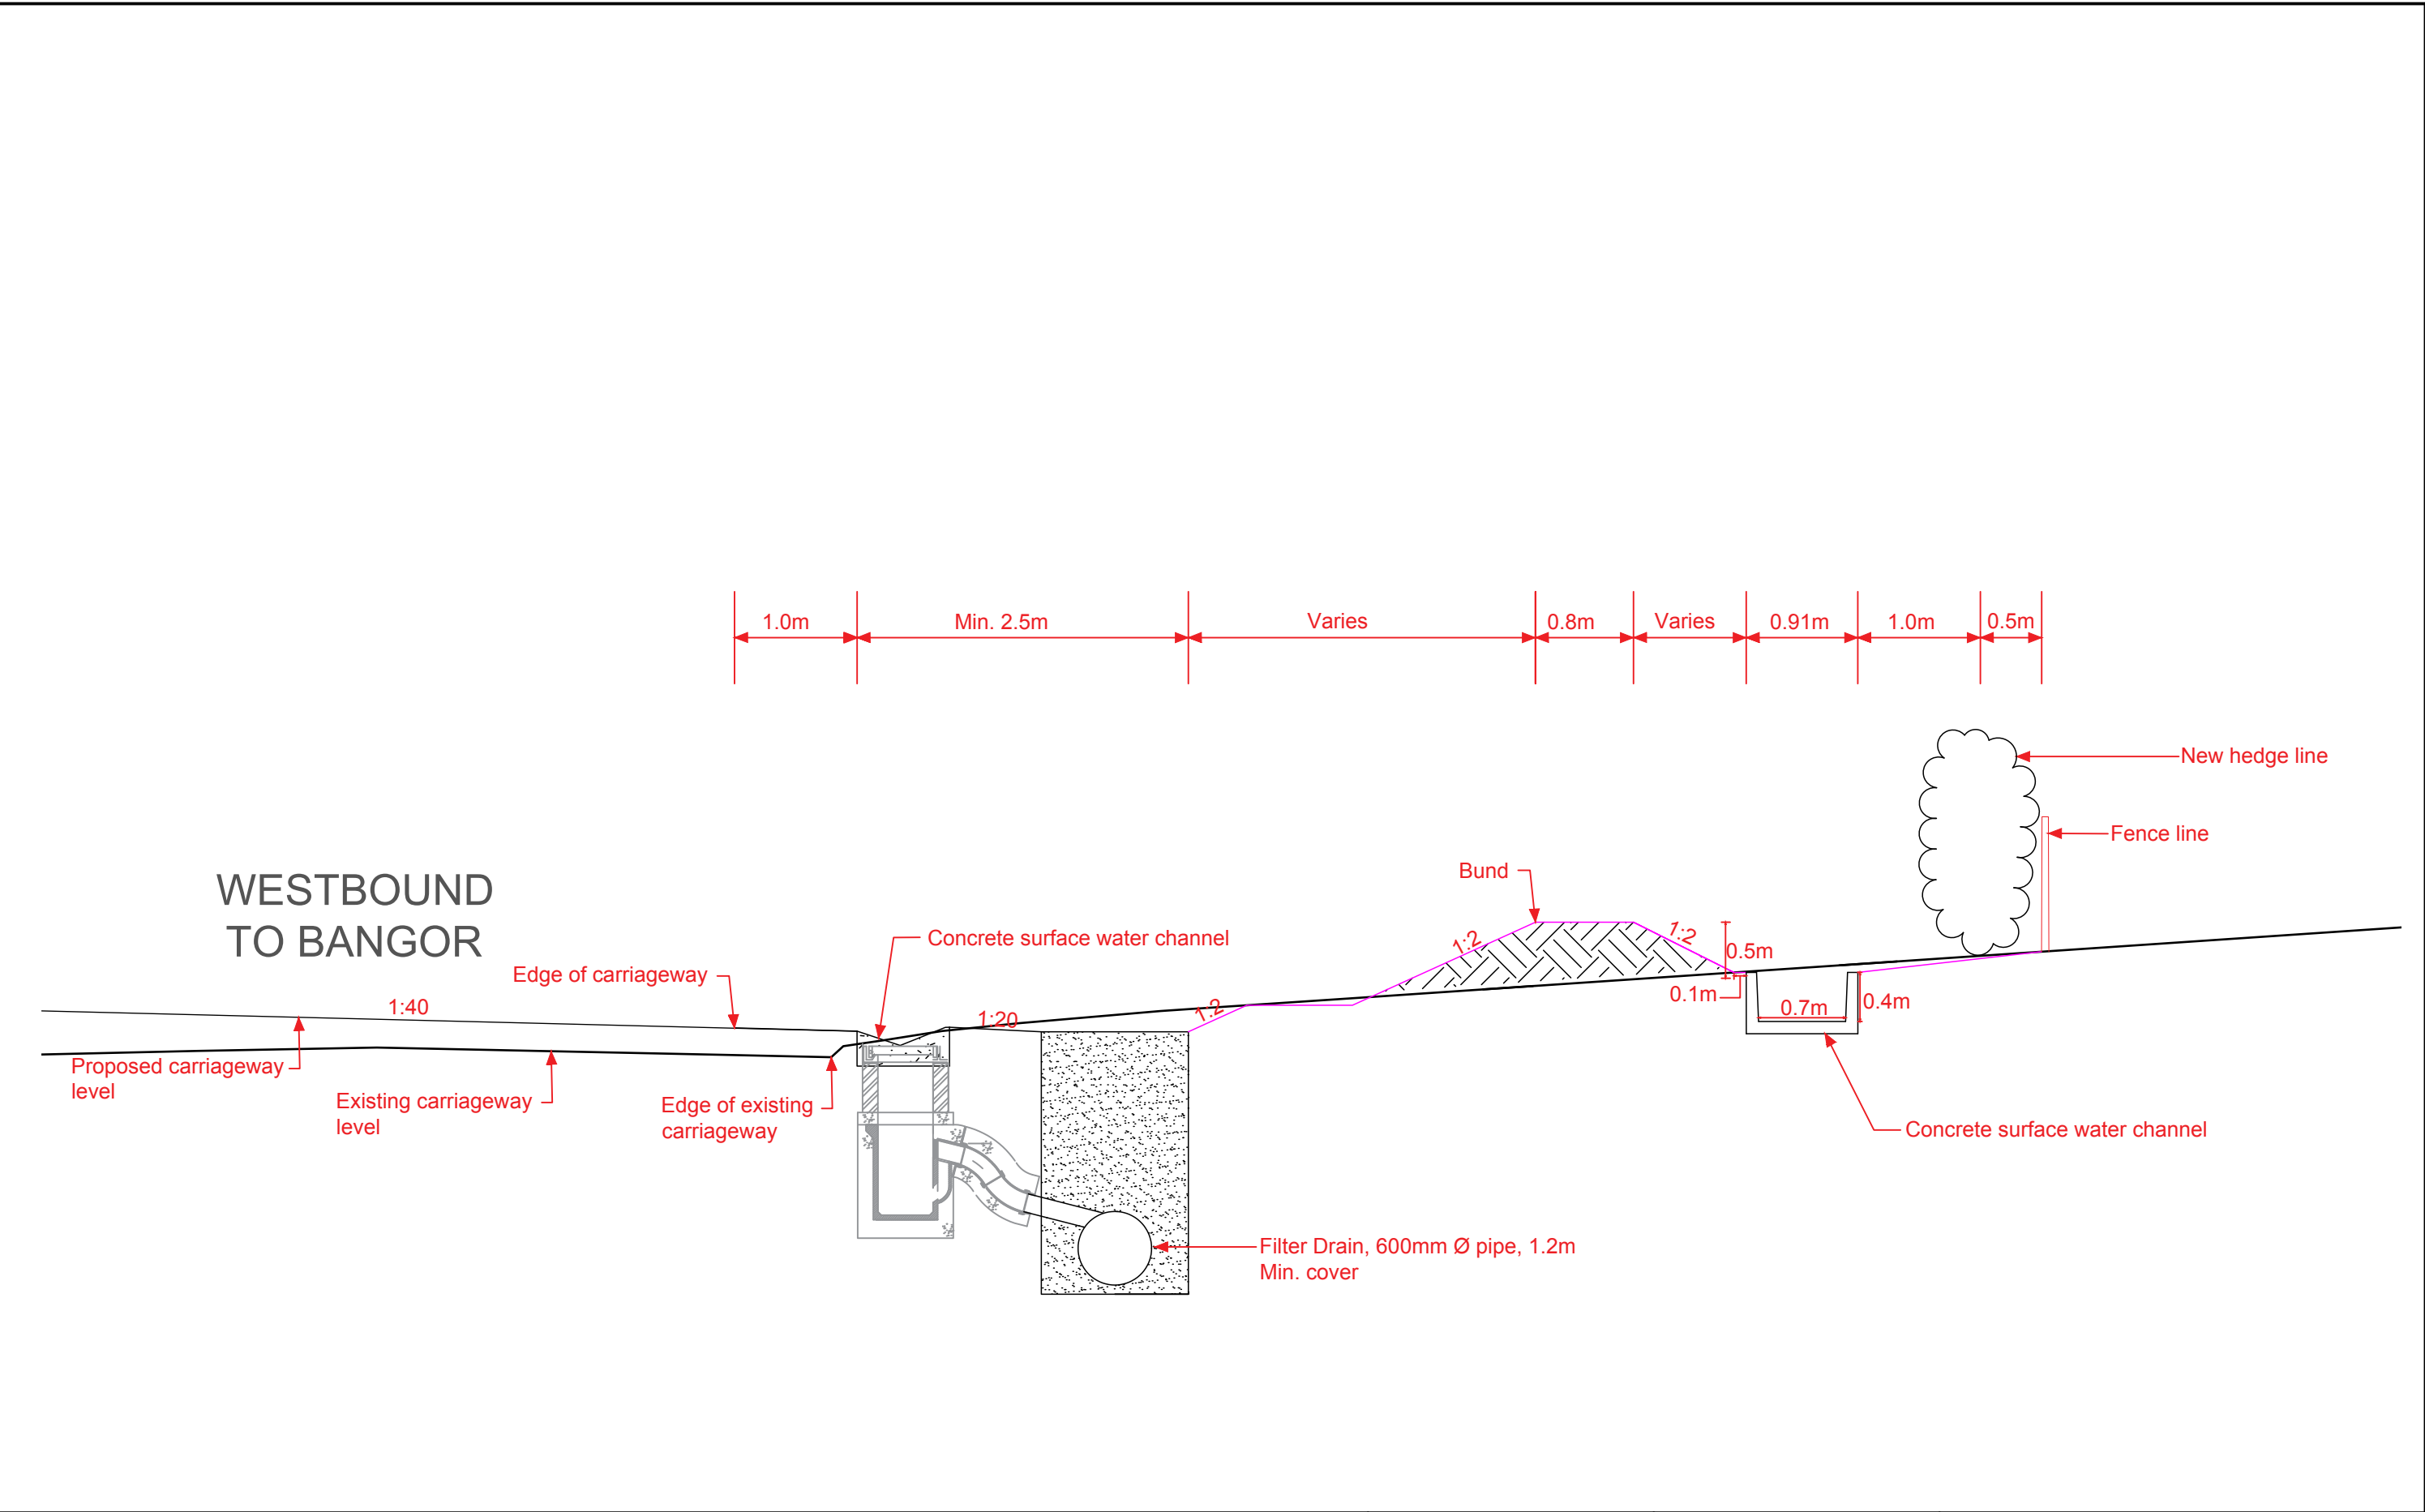 1.0m
Min. 2.5m
Varies
0.8m
Varies
0.91m
1.0m
0.5m
New hedge line
Fence line
WESTBOUND
TO BANGOR
Bund
Concrete surface water channel
Edge of carriageway
1:40
1:20
1:2
1:2
1:2
0.5m
0.1m
0.7m
0.4m
Proposed carriageway
level
Existing carriageway
level
Edge of existing
carriageway
Concrete surface water channel
Filter Drain, 600mm Ø pipe, 1.2m
Min. cover